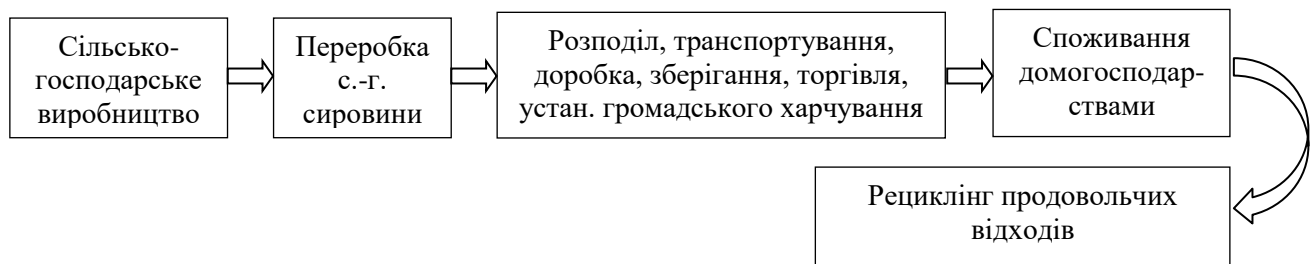 Сільсько-
господарське
виробництво
Переробка
с.-г.
сировини
Розподіл, транспортування,
доробка, зберігання, торгівля,
устан. громадського харчування
Споживання
домогосподар-
ствами
Рециклінг продовольчих
відходів